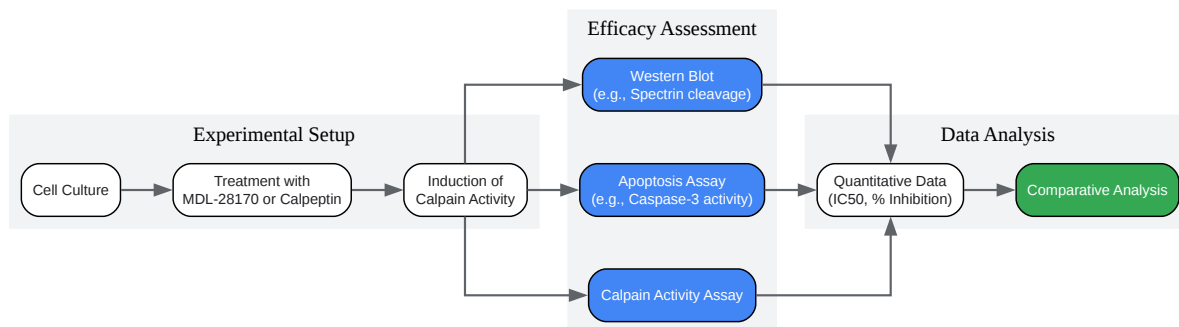 Efficacy Assessment
Western Blot
(e.g., Spectrin cleavage)
Experimental Setup
Data Analysis
Cell Culture
Treatment with
MDL-28170 or Calpeptin
Induction of
Calpain Activity
Apoptosis Assay
(e.g., Caspase-3 activity)
Quantitative Data
(IC50, % Inhibition)
Comparative Analysis
Calpain Activity Assay